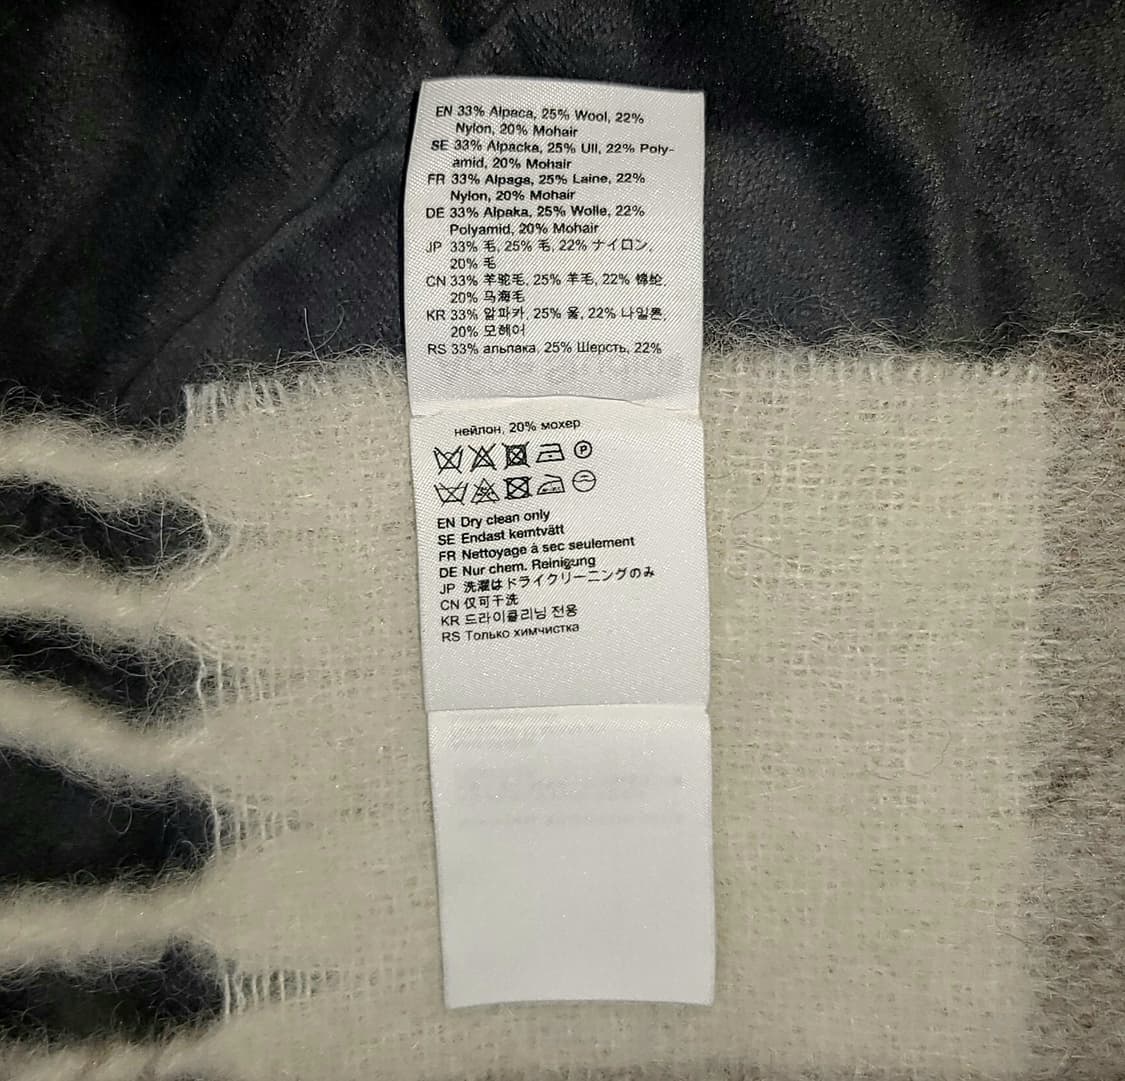 EN 33% Alpaca, 25% Wool, 22%
Nylon, 20% Mohair
SE 33% Alpacka, 25% Ull, 22% Poly-
amid, 20% Mohair
FR 33% Alpaga, 25% Laine, 22%
Nylon, 20% Mohair
DE 33% Alpaka, 25% Wolle, 22%
Polyamid, 20% Mohair
JP 33% 毛, 25% 毛, 22% ナイロン,
20% 毛
CN 33% 羊驼毛, 25% 羊毛, 22% 锦纶,
20% 马海毛
KR 33% 알파카, 25% 울, 22% 나일론,
20% 모헤어
RS 33% альпака, 25% Шерсть, 22%
нейлон, 20% мохер
P
EN Dry clean only
SE Endast kemtvätt
FR Nettoyage à sec seulement
DE Nur chem. Reinigung
JP 洗濯はドライクリーニングのみ
CN 仅可干洗
KR 드라이클리닝 전용
RS Только химчистка